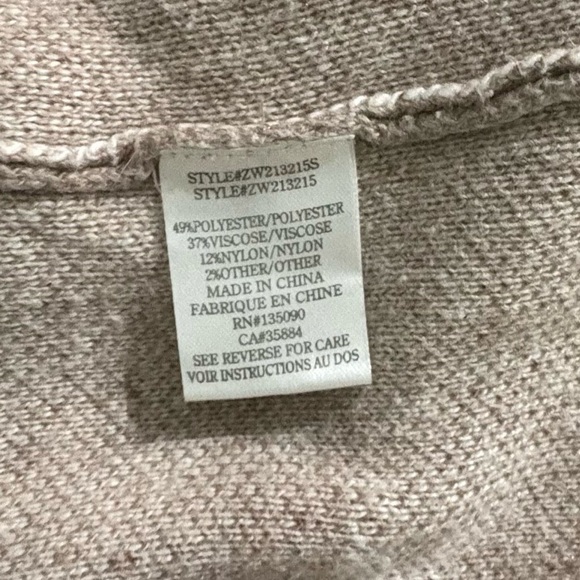 STYLE#ZW213215S
STYLE#ZW213215
49%POLYESTER/POLYESTER
37%VISCOSE/VISCOSE
12%NYLON/NYLON
2%OTHER/OTHER
MADE IN CHINA
FABRIQUE EN CHINE
RN#135090
CA#35884
SEE REVERSE FOR CARE
VOIR INSTRUCTIONS AU DOS